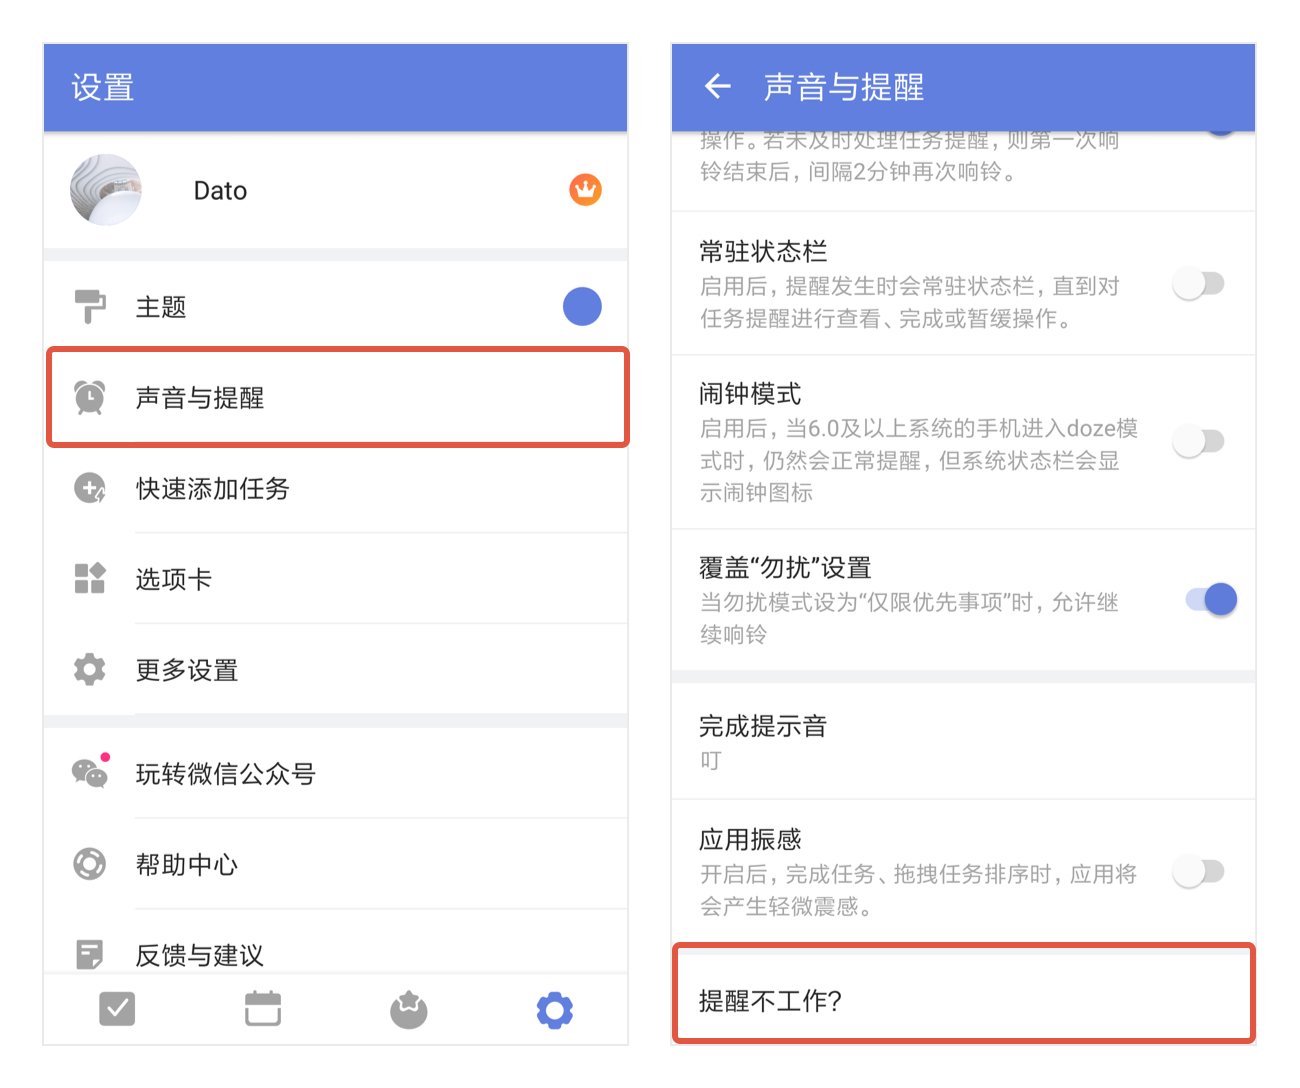 设置
Dato
主题
声音与提醒
快速添加任务
选项卡
更多设置
玩转微信公众号
帮助中心
反馈与建议
声音与提醒
操作。若未及时处理任务提醒，则第一次响
铃结束后，间隔2分钟再次响铃。
常驻状态栏
启用后，提醒发生时会常驻状态栏，直到对
任务提醒进行查看、完成或暂缓操作。
闹钟模式
启用后，当6.0及以上系统的手机进入doze模
式时，仍然会正常提醒，但系统状态栏会显
示闹钟图标
覆盖“勿扰”设置
当勿扰模式设为“仅限优先事项”时，允许继
续响铃
完成提示音
叮
应用振感
开启后，完成任务、拖拽任务排序时，应用将
会产生轻微震感。
提醒不工作?